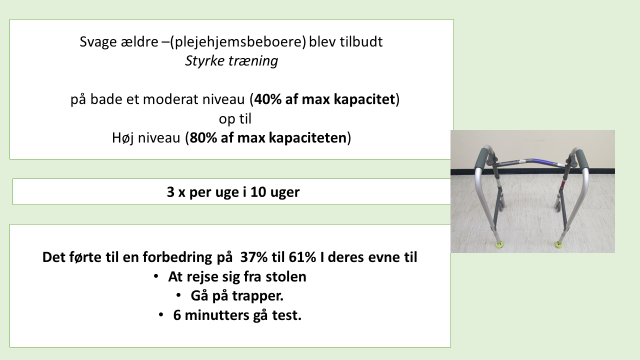 Svage ældre –(plejehjemsbeboere) blev tilbudt
Styrke træning
på bade et moderat niveau (40% af max kapacitet)
op til
Høj niveau (80% af max kapaciteten)
3 x per uge i 10 uger
Det førte til en forbedring på 37% til 61% I deres evne til
• At rejse sig fra stolen
• Gå på trapper.
• 6 minutters gå test.